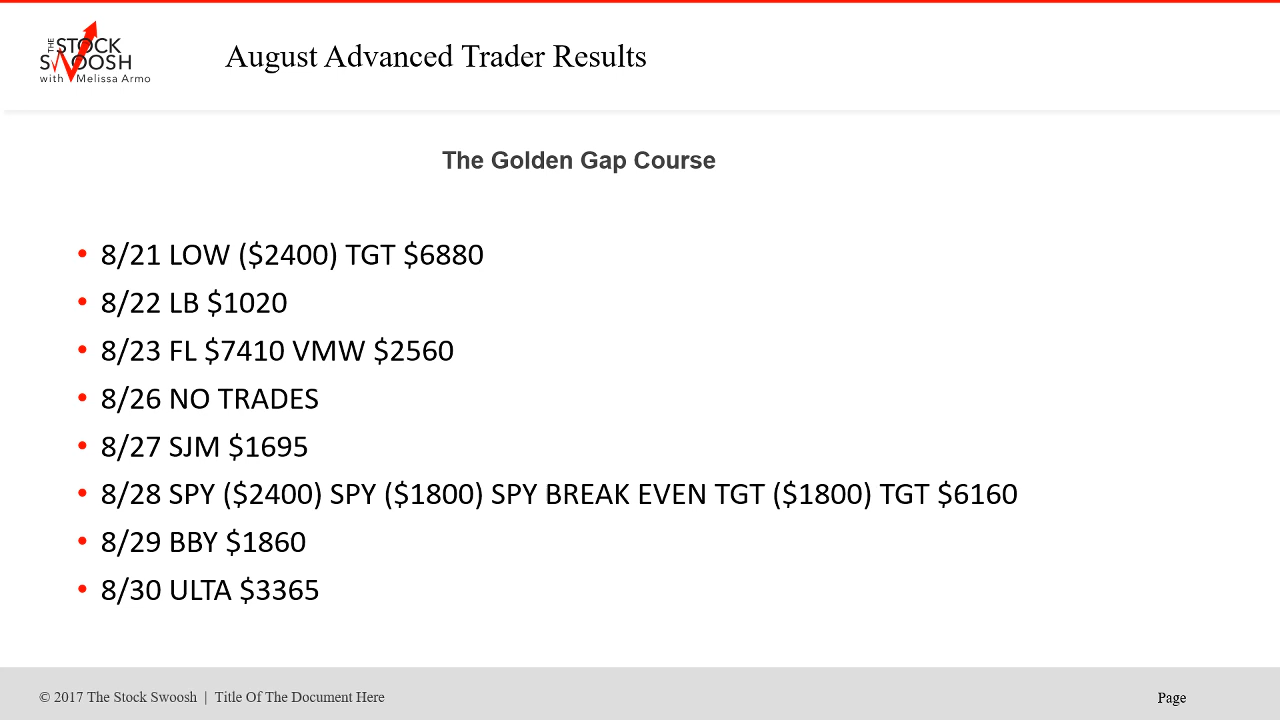 THE STOCK
SWOOSH
with Melissa Armo
August Advanced Trader Results
The Golden Gap Course
• 8/21 LOW ($2400) TGT $6880
• 8/22 LB $1020
• 8/23 FL $7410 VMW $2560
• 8/26 NO TRADES
• 8/27 SJM $1695
• 8/28 SPY ($2400) SPY ($1800) SPY BREAK EVEN TGT ($1800) TGT $6160
• 8/29 BBY $1860
• 8/30 ULTA $3365
© 2017 The Stock Swoosh | Title Of The Document Here
Page